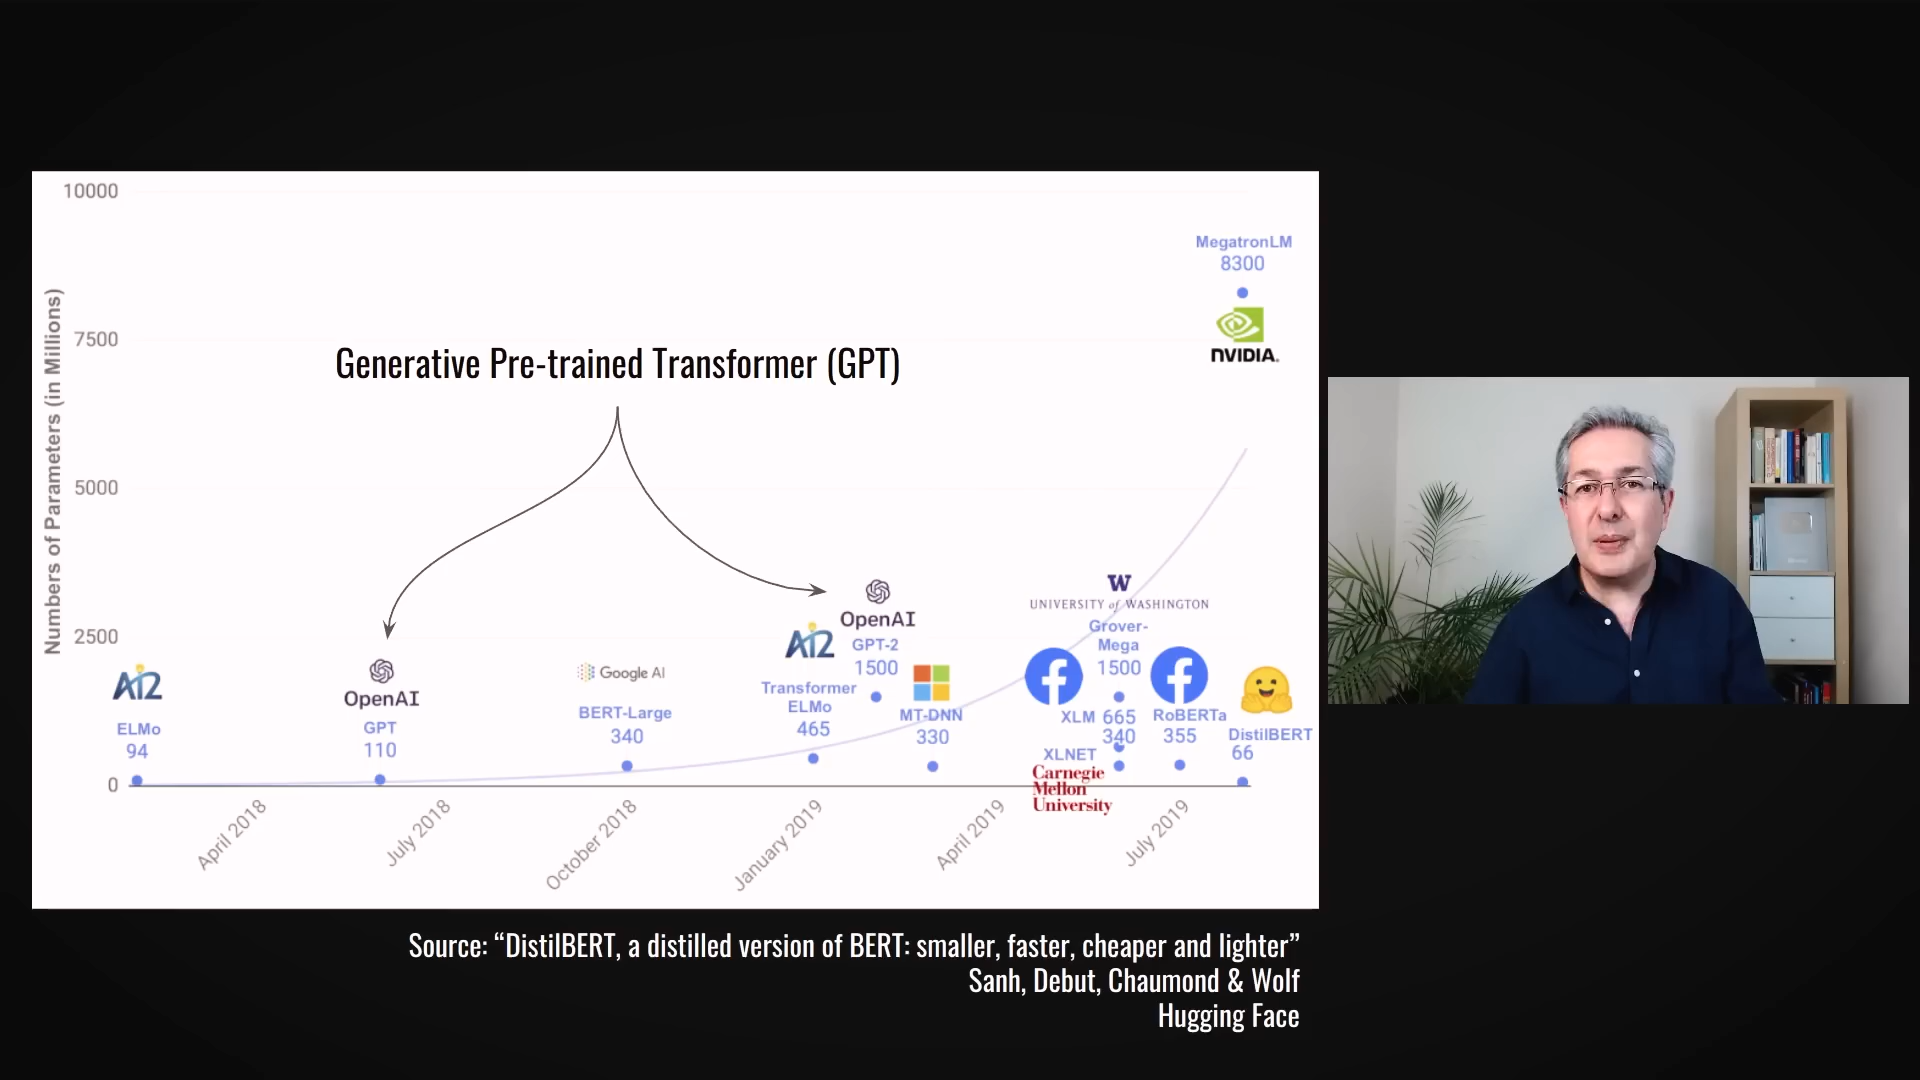 10000
MegatronLM
8300
7500
NVIDIA.
Generative Pre-trained Transformer (GPT)
Numbers of Parameters (in Millions)
5000
W
UNIVERSITY of WASHINGTON
Grover-
Mega
1500
2500
AI2
ELMo
94
OpenAI
GPT
110
Google AI
BERT-Large
340
AI2
Transformer
ELMo
465
OpenAI
GPT-2
1500
MT-DNN
330
XLM 665
340
XLNET
Carnegie
Mellon
University
RoBERTa
355
DistilBERT
66
0
April 2018
July 2018
October 2018
January 2019
April 2019
July 2019
Source: “DistilBERT, a distilled version of BERT: smaller, faster, cheaper and lighter”
Sanh, Debut, Chaumond & Wolf
Hugging Face